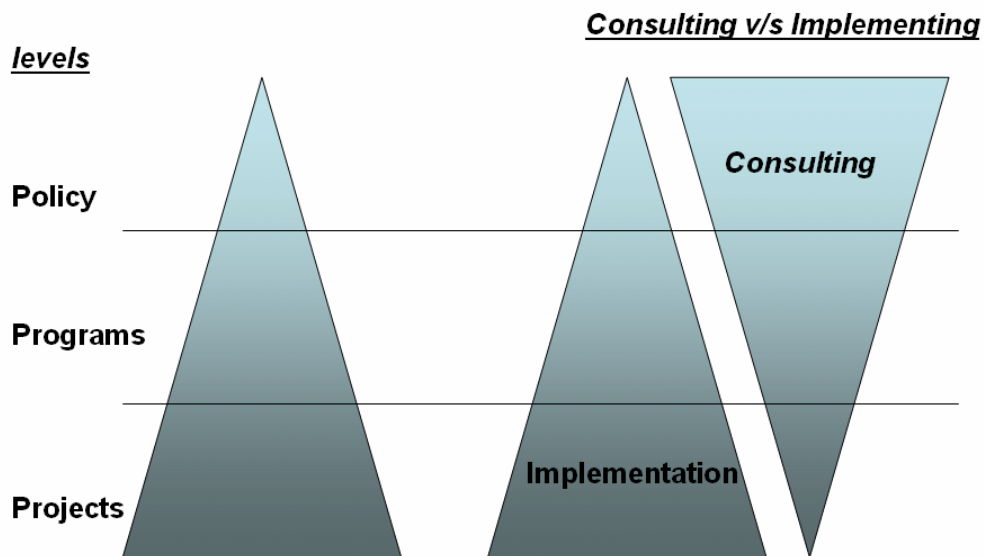 Consulting v/s Implementing
levels
Consulting
Policy
Programs
Implementation
Projects